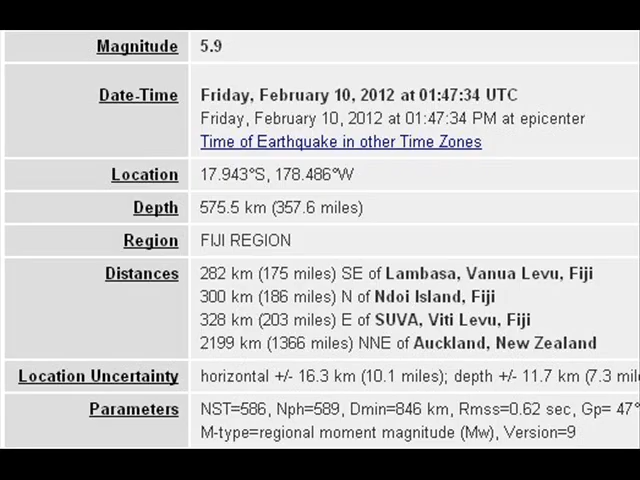 Magnitude 5.9
Date-Time Friday, February 10, 2012 at 01:47:34 UTC
Friday, February 10, 2012 at 01:47:34 PM at epicenter
Time of Earthquake in other Time Zones
Location 17.943°S, 178.486°W
Depth 575.5 km (357.6 miles)
Region FIJI REGION
Distances 282 km (175 miles) SE of Lambasa, Vanua Levu, Fiji
300 km (186 miles) N of Ndoi Island, Fiji
328 km (203 miles) E of SUVA, Viti Levu, Fiji
2199 km (1366 miles) NNE of Auckland, New Zealand
Location Uncertainty horizontal +/- 16.3 km (10.1 miles); depth +/- 11.7 km (7.3 mil
Parameters NST=586, Nph=589, Dmin=846 km, Rmss=0.62 sec, Gp= 47°
M-type=regional moment magnitude (Mw), Version=9